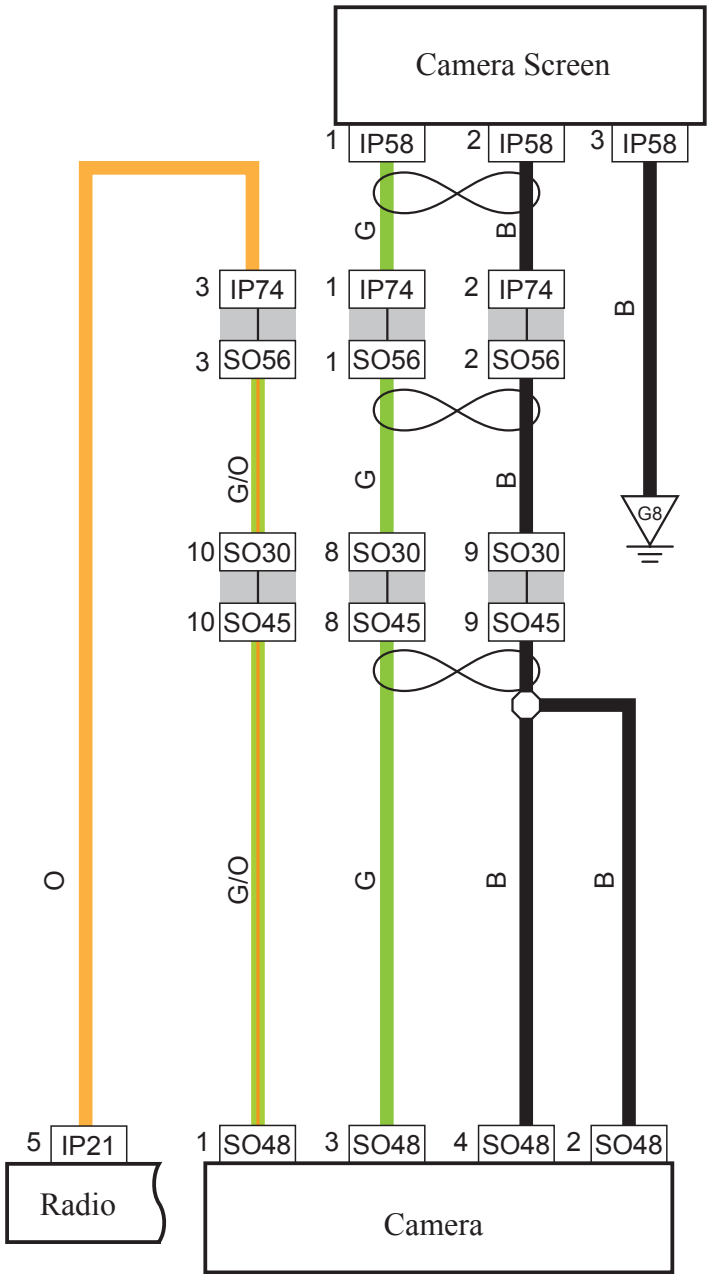 Camera Screen
1 IP58 2 IP58 3 IP58
G B
3 IP74 1 IP74 2 IP74
B
3 SO56 1 SO56 2 SO56
G/O G B
G8
10 SO30 8 SO30 9 SO30
10 SO45 8 SO45 9 SO45
O G/O G B B
5 IP21 1 SO48 3 SO48 4 SO48 2 SO48
Radio
Camera